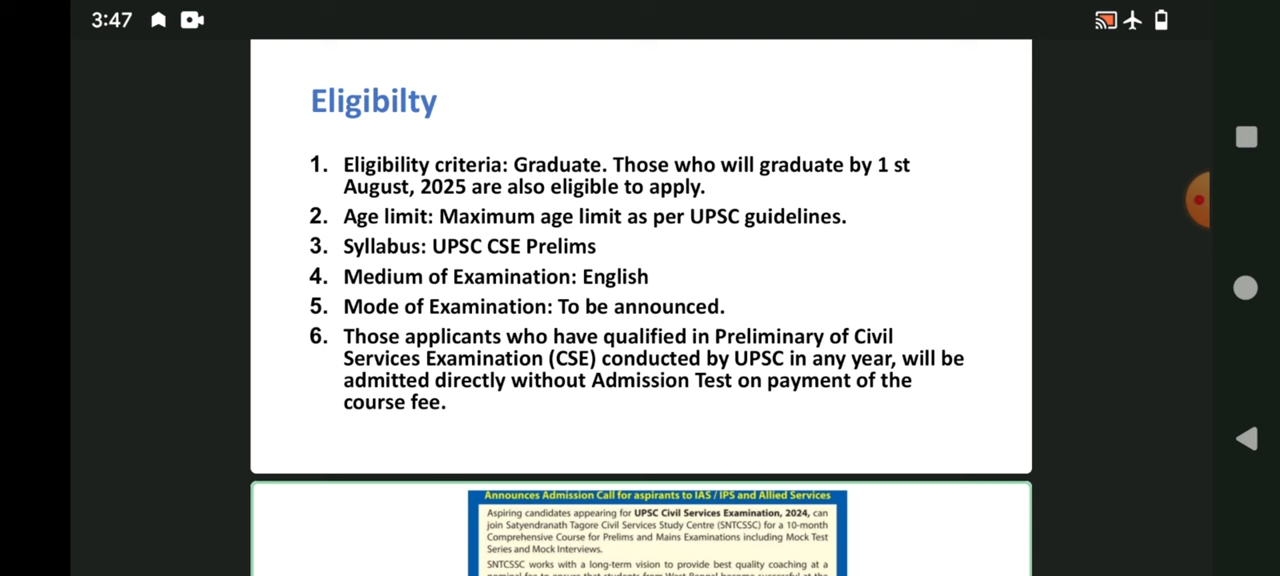 3:47
Eligibilty
1. Eligibility criteria: Graduate. Those who will graduate by 1 st
August, 2025 are also eligible to apply.
2. Age limit: Maximum age limit as per UPSC guidelines.
3. Syllabus: UPSC CSE Prelims
4. Medium of Examination: English
5. Mode of Examination: To be announced.
6. Those applicants who have qualified in Preliminary of Civil
Services Examination (CSE) conducted by UPSC in any year, will be
admitted directly without Admission Test on payment of the
course fee.
Announces Admission Call for aspirants to IAS / IPS and Allied Services
Aspiring candidates appearing for UPSC Civil Services Examination, 2024, can
join Satyendranath Tagore Civil Services Study Centre (SNTCSSC) for a 10-month
Comprehensive Course for Prelims and Mains Examinations including Mock Test
Series and Mock Interviews.
SNTCSSC works with a long-term vision to provide best quality coaching at a